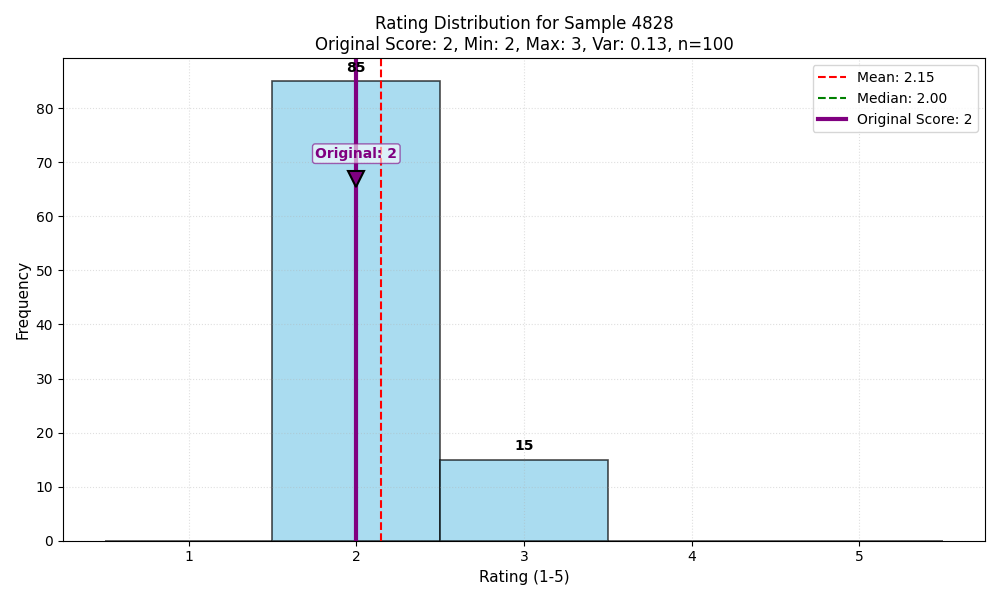 Rating Distribution for Sample 4828
Original Score: 2, Min: 2, Max: 3, Var: 0.13, n=100
85
Mean: 2.15
Median: 2.00
Original Score: 2
Original: 2
15
Frequency
80
70
60
50
40
30
20
10
0
1 2 3 4 5
Rating (1-5)